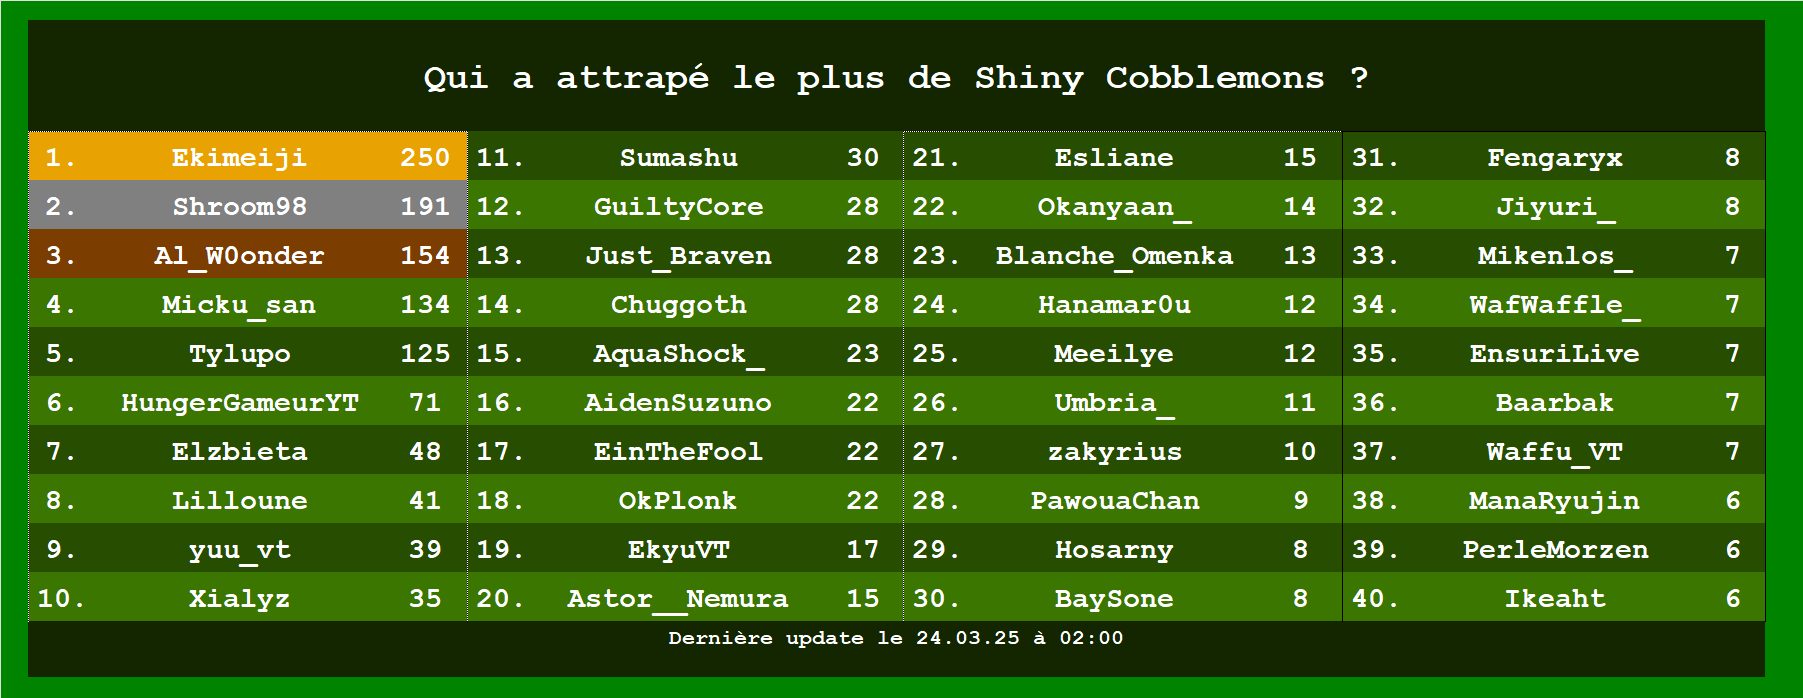 Qui a attrapé le plus de Shiny Cobblemons ?
1. Ekimeiji 250 11. Sumashu 30 21. Esliane 15 31. Fengaryx 8
2. Shroom98 191 12. GuiltyCore 28 22. Okanyaan_ 14 32. Jiyuri_ 8
3. Al_W0onder 154 13. Just_Braven 28 23. Blanche_Omenka 13 33. Mikenlos_ 7
4. Micku_san 134 14. Chuggoth 28 24. Hanamar0u 12 34. WafWaffle_ 7
5. Tylupo 125 15. AquaShock_ 23 25. Meeilye 12 35. EnsuriLive 7
6. HungerGameurYT 71 16. AidenSuzuno 22 26. Umbria_ 11 36. Baarbak 7
7. Elzbieta 48 17. EinTheFool 22 27. zakyrius 10 37. Waffu_VT 7
8. Lilloune 41 18. OkPlonk 22 28. PawouaChan 9 38. ManaRyujin 6
9. yuu_vt 39 19. EkyuVT 17 29. Hosarny 8 39. PerleMorzen 6
10. Xialyz 35 20. Astor__Nemura 15 30. BaySone 8 40. Ikeaht 6
Dernière update le 24.03.25 à 02:00